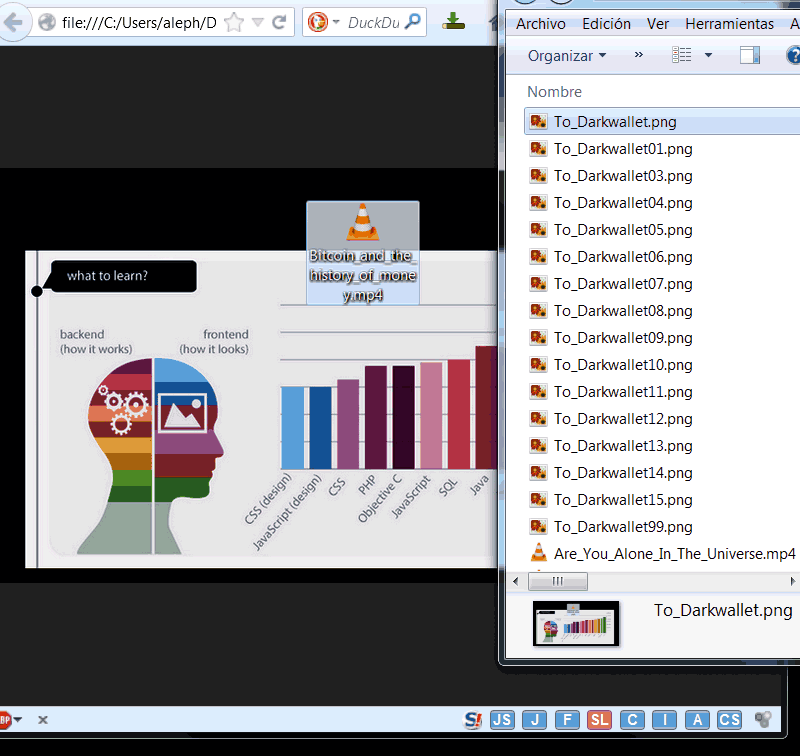 file:///C:/Users/aleph/D
DuckDu
Archivo Edición Ver Herramientas A
Organizar »
Nombre
To_Darkwallet.png
To_Darkwallet01.png
To_Darkwallet03.png
To_Darkwallet04.png
To_Darkwallet05.png
To_Darkwallet06.png
To_Darkwallet07.png
To_Darkwallet08.png
To_Darkwallet09.png
To_Darkwallet10.png
To_Darkwallet11.png
To_Darkwallet12.png
To_Darkwallet13.png
To_Darkwallet14.png
To_Darkwallet15.png
To_Darkwallet99.png
Are_You_Alone_In_The_Universe.mp4
To_Darkwallet.png
Bitcoin_and_the_
history_of_mone
y.mp4
what to learn?
backend
(how it works)
frontend
(how it looks)
CSS (design)
JavaScript (design)
CSS
PHP
Objective C
JavaScript
SQL
Java
BP
S! JS J F SL C I A CS